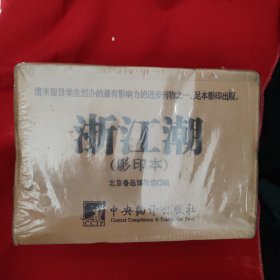 清末留日学生创办的最有影响力的进步刊物之一，足本影印出版。
浙江潮
(影印本)
北京鲁迅博物馆 编
CCTP
中央编译出版社
Central Compilation & Translation Press